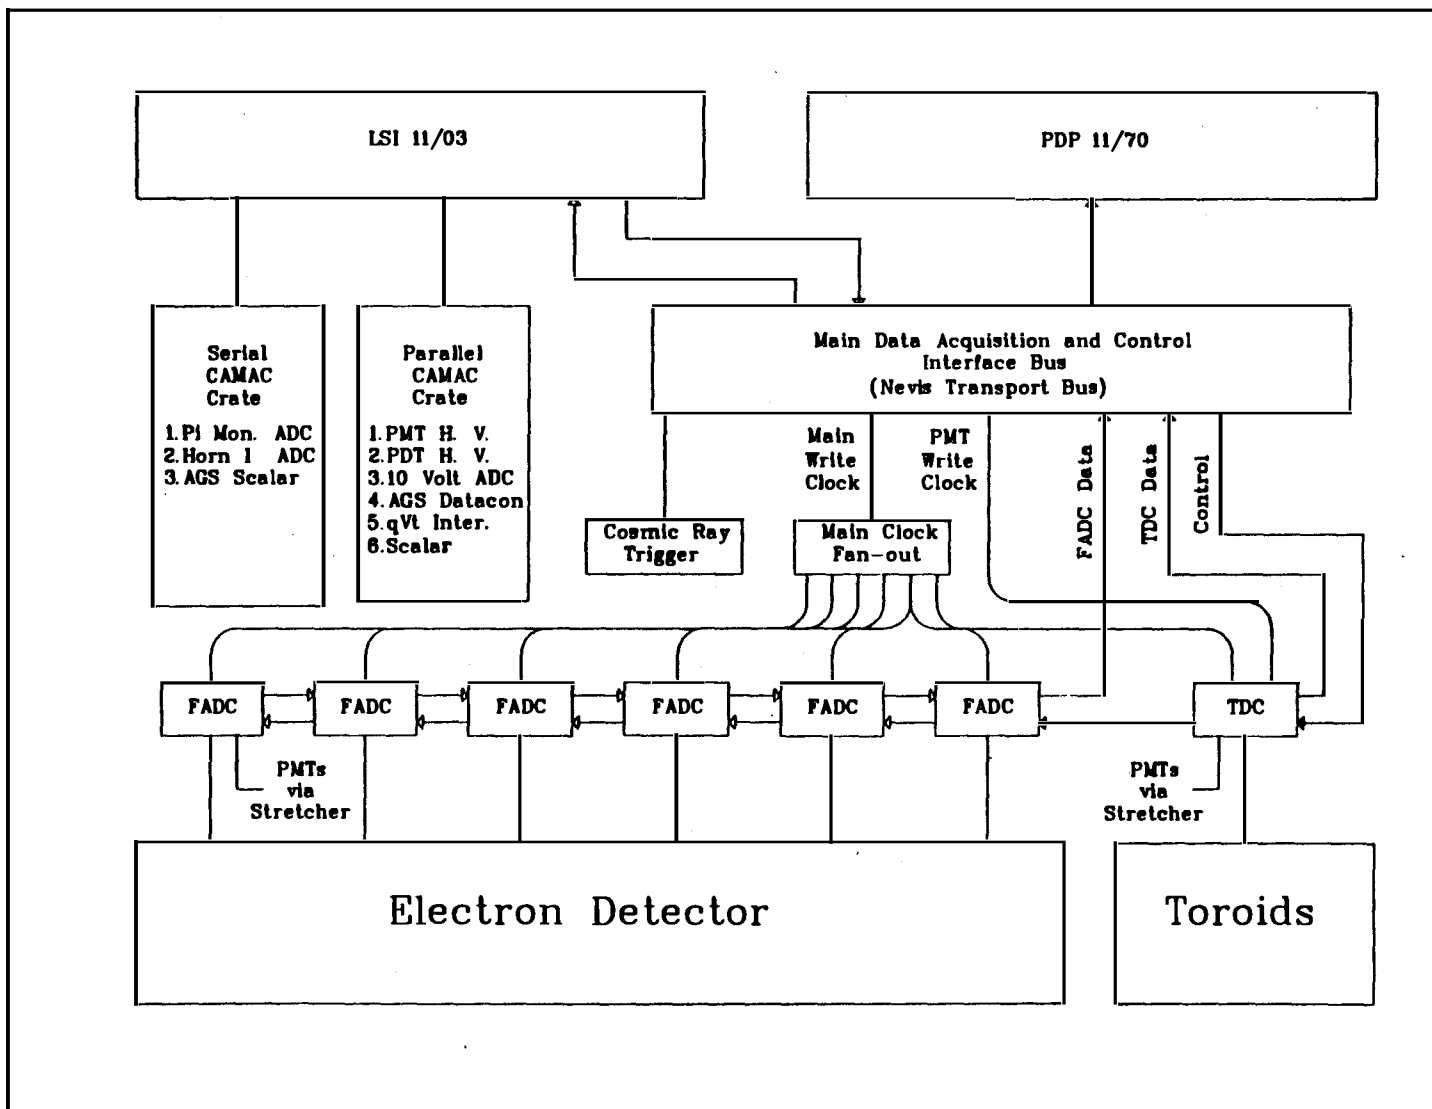 LSI 11/03
PDP 11/70
Serial
CAMAC
Crate
1.Pi Mon. ADC
2.Horn 1 ADC
3.AGS Scalar
Parallel
CAMAC
Crate
1.PMT H. V.
2.PDT H. V.
3.10 Volt ADC
4.AGS Datacon
5.qVt Inter.
6.Scalar
Main Data Acquisition and Control
Interface Bus
(Nevis Transport Bus)
Main
Write
Clock
PMT
Write
Clock
FADC Data
TDC Data
Control
Cosmic Ray
Trigger
Main Clock
Fan-out
FADC
FADC
FADC
FADC
FADC
FADC
TDC
PMTs
via
Stretcher
PMTs
via
Stretcher
Electron Detector
Toroids